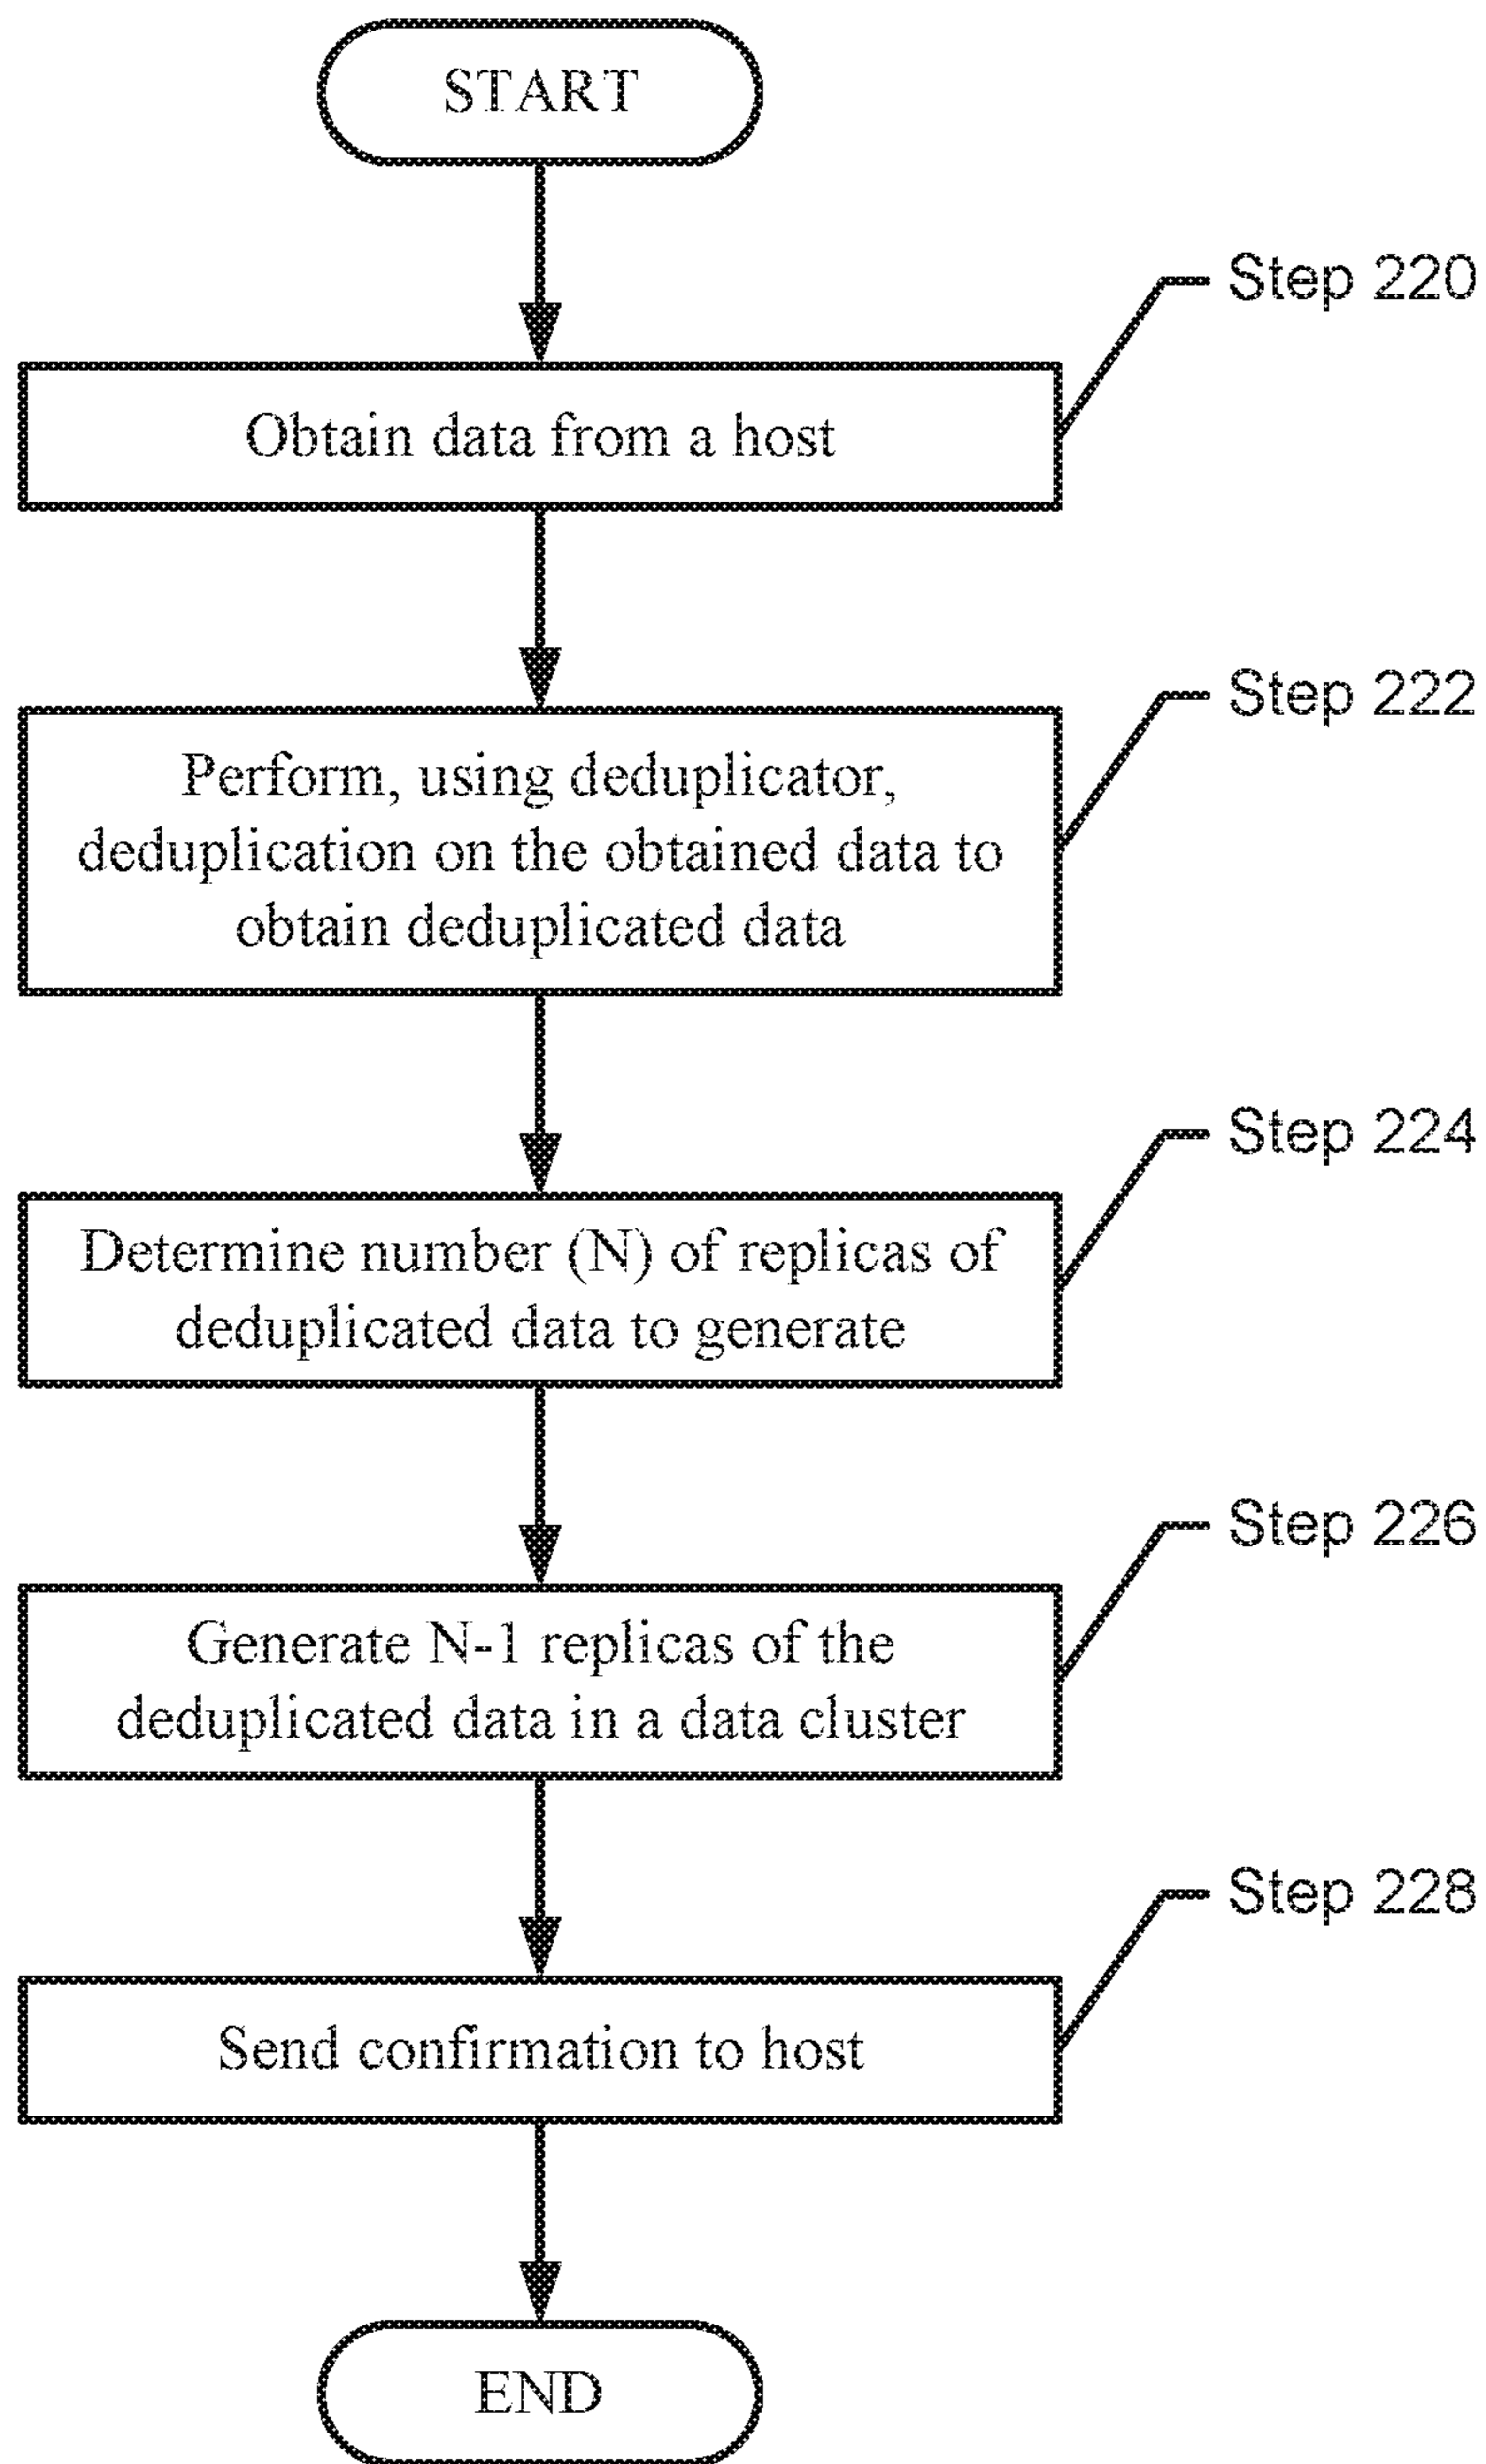 START
Step 220
Obtain data from a host
Step 222
Perform, using deduplicator,
deduplication on the obtained data to
obtain deduplicated data
Step 224
Determine number (N) of replicas of
deduplicated data to generate
Step 226
Generate N-1 replicas of the
deduplicated data in a data cluster
Step 228
Send confirmation to host
END